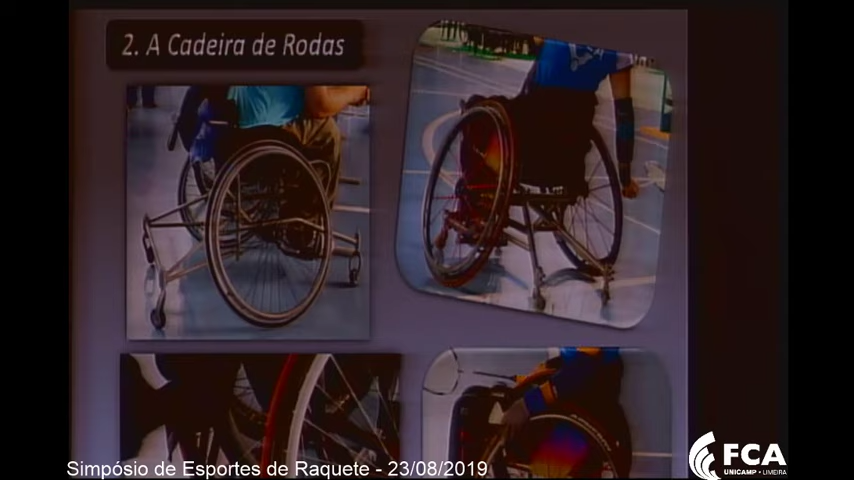 2. A Cadeira de Rodas
Simpósio de Esportes de Raquete - 23/08/2019
FCA
UNICAMP • LIMEIRA